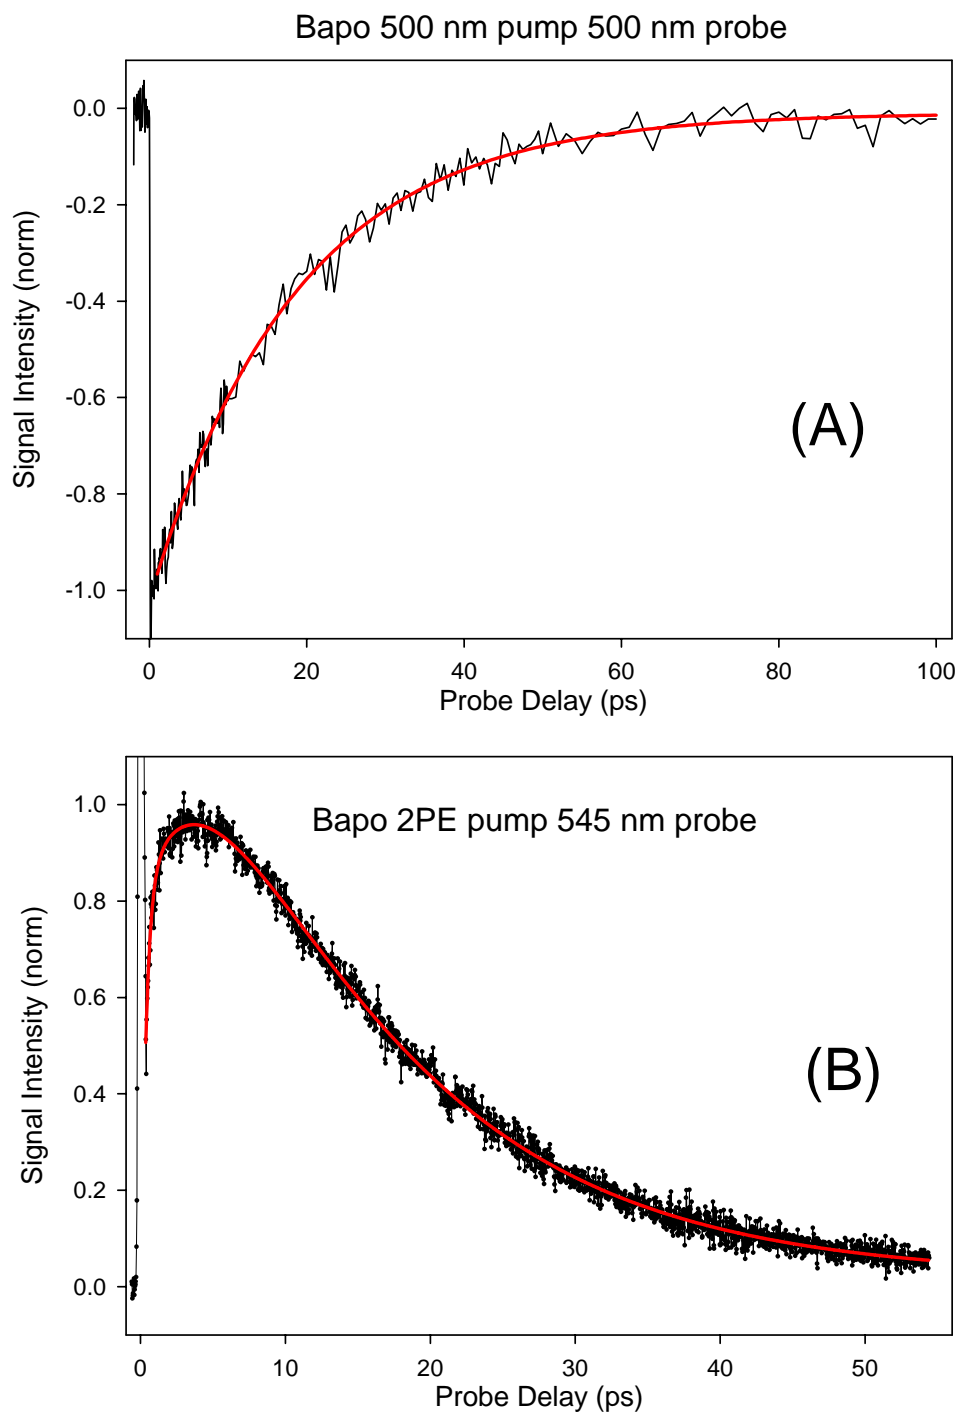 Bapo 500 nm pump 500 nm probe
0.0
-0.2
-0.4
-0.6
-0.8
-1.0
Signal Intensity (norm)
(A)
0 20 40 60 80 100
Probe Delay (ps)
Bapo 2PE pump 545 nm probe
1.0
0.8
0.6
0.4
0.2
0.0
Signal Intensity (norm)
(B)
0 10 20 30 40 50
Probe Delay (ps)